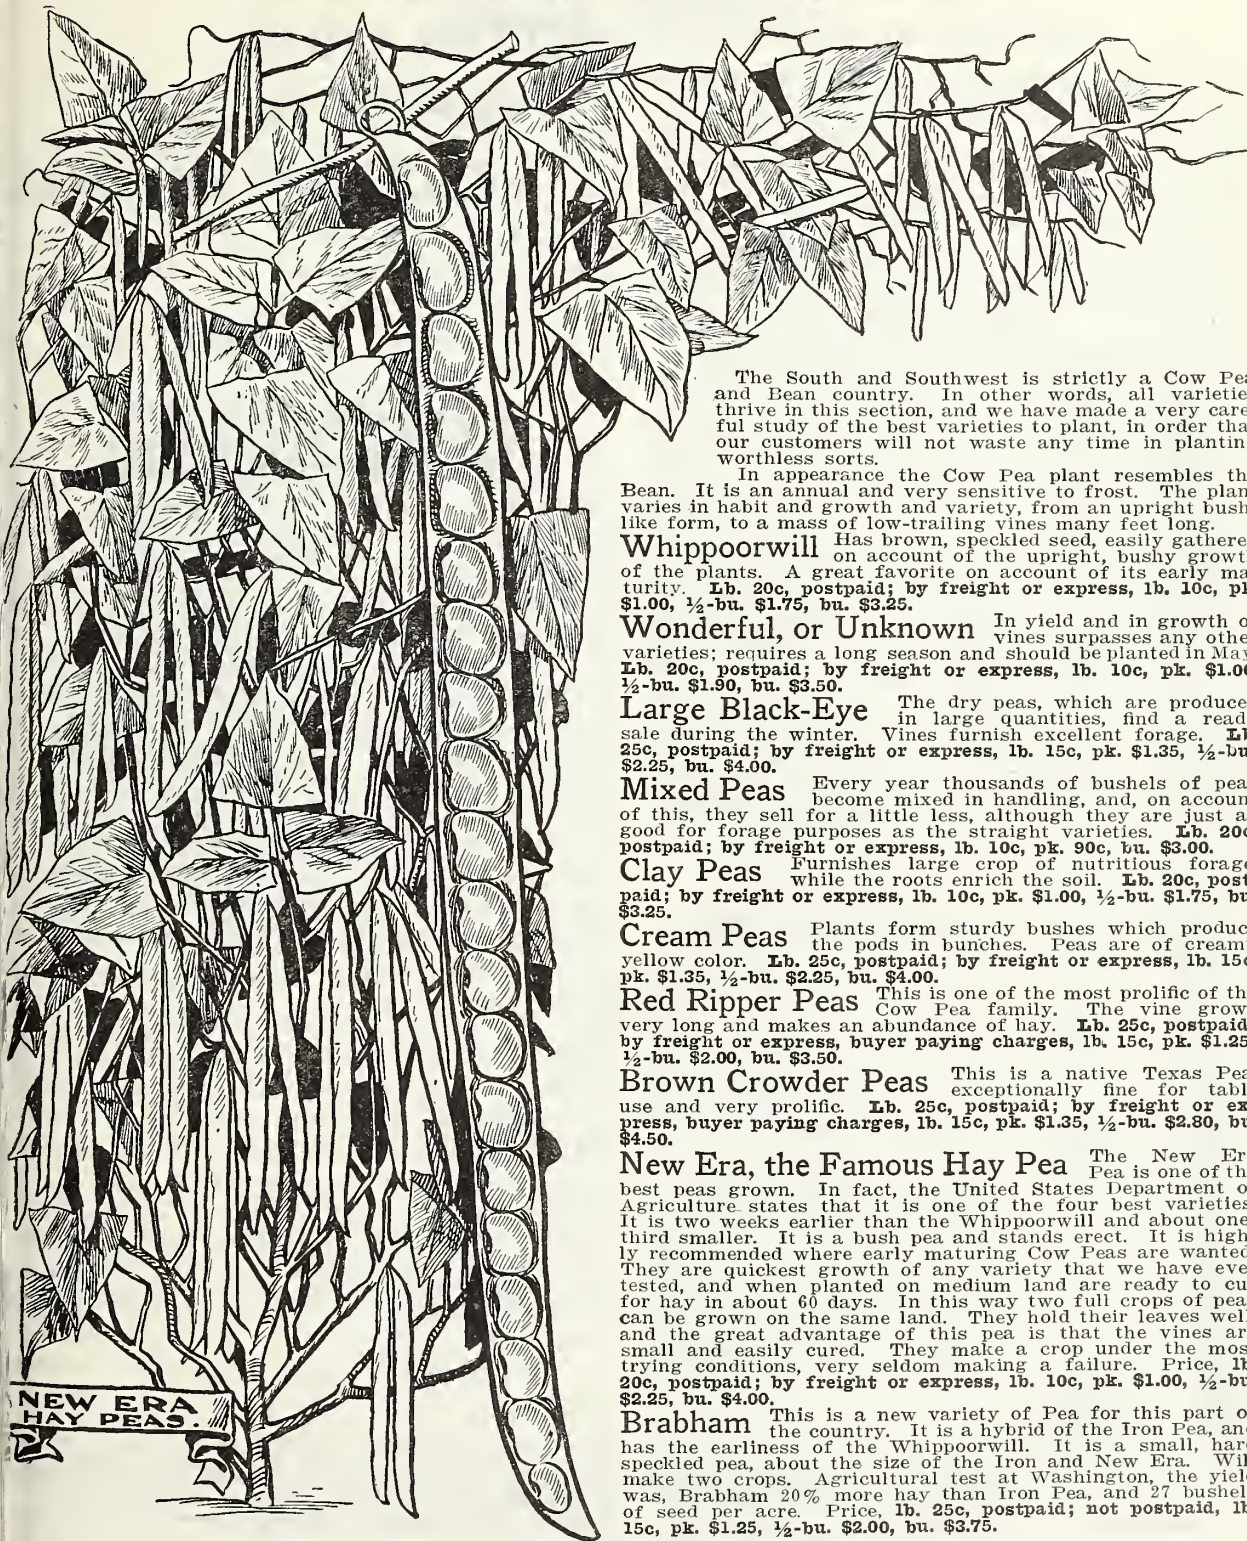 The South and Southwest is strictly a Cow Pea
and Bean country. In other words, all varietie
thrive in this section, and we have made a very care
ful study of the best varieties to plant, in order tha
our customers will not waste any time in plantin
worthless sorts.
In appearance the Cow Pea plant resembles th
Bean. It is an annual and very sensitive to frost. The plan
varies in habit and growth and variety, from an upright bush
like form, to a mass of low-trailing vines many feet long.
Whippoorwill Has brown, speckled seed, easily gathere
on account of the upright, bushy growt
of the plants. A great favorite on account of its early ma
turity. Lb. 20c, postpaid; by freight or express, lb. 10c, pk
$1.00, ½-bu. $1.75, bu. $3.25.
Wonderful, or Unknown In yield and in growth o
vines surpasses any othe
varieties; requires a long season and should be planted in May
Lb. 20c, postpaid; by freight or express, lb. 10c, pk. $1.00
½-bu. $1.90, bu. $3.50.
Large Black-Eye The dry peas, which are produce
in large quantities, find a read
sale during the winter. Vines furnish excellent forage. Lb
25c, postpaid; by freight or express, lb. 15c, pk. $1.35, ½-bu
$2.25, bu. $4.00.
Mixed Peas Every year thousands of bushels of pea
become mixed in handling, and, on accoun
of this, they sell for a little less, although they are just a
good for forage purposes as the straight varieties. Lb. 20c
postpaid; by freight or express, lb. 10c, pk. 90c, bu. $3.00.
Clay Peas Furnishes large crop of nutritious forage
while the roots enrich the soil. Lb. 20c, post
paid; by freight or express, lb. 10c, pk. $1.00, ½-bu. $1.75, bu
$3.25.
Cream Peas Plants form sturdy bushes which produc
the pods in bunches. Peas are of cream
yellow color. Lb. 25c, postpaid; by freight or express, lb. 15c
pk. $1.35, ½-bu. $2.25, bu. $4.00.
Red Ripper Peas This is one of the most prolific of th
Cow Pea family. The vine grow
very long and makes an abundance of hay. Lb. 25c, postpaid
by freight or express, buyer paying charges, lb. 15c, pk. $1.25
½-bu. $2.00, bu. $3.50.
Brown Crowder Peas This is a native Texas Pea
exceptionally fine for tabl
use and very prolific. Lb. 25c, postpaid; by freight or ex
press, buyer paying charges, lb. 15c, pk. $1.35, ½-bu. $2.80, bu
$4.50.
New Era, the Famous Hay Pea The New Er
Pea is one of th
best peas grown. In fact, the United States Department o
Agriculture states that it is one of the four best varieties
It is two weeks earlier than the Whippoorwill and about one
third smaller. It is a bush pea and stands erect. It is high
ly recommended where early maturing Cow Peas are wanted
They are quickest growth of any variety that we have eve
tested, and when planted on medium land are ready to cu
for hay in about 60 days. In this way two full crops of pea
can be grown on the same land. They hold their leaves well
and the great advantage of this pea is that the vines ar
small and easily cured. They make a crop under the mos
trying conditions, very seldom making a failure. Price, lb
20c, postpaid; by freight or express, lb. 10c, pk. $1.00, ½-bu
$2.25, bu. $4.00.
Brabham This is a new variety of Pea for this part o
the country. It is a hybrid of the Iron Pea, an
has the earliness of the Whippoorwill. It is a small, hard
speckled pea, about the size of the Iron and New Era. Wil
make two crops. Agricultural test at Washington, the yiel
was, Brabham 20% more hay than Iron Pea, and 27 bushel
of seed per acre. Price, lb. 25c, postpaid; not postpaid, lb
15c, pk. $1.25, ½-bu. $2.00, bu. $3.75.
NEW ERA
HAY PEAS.